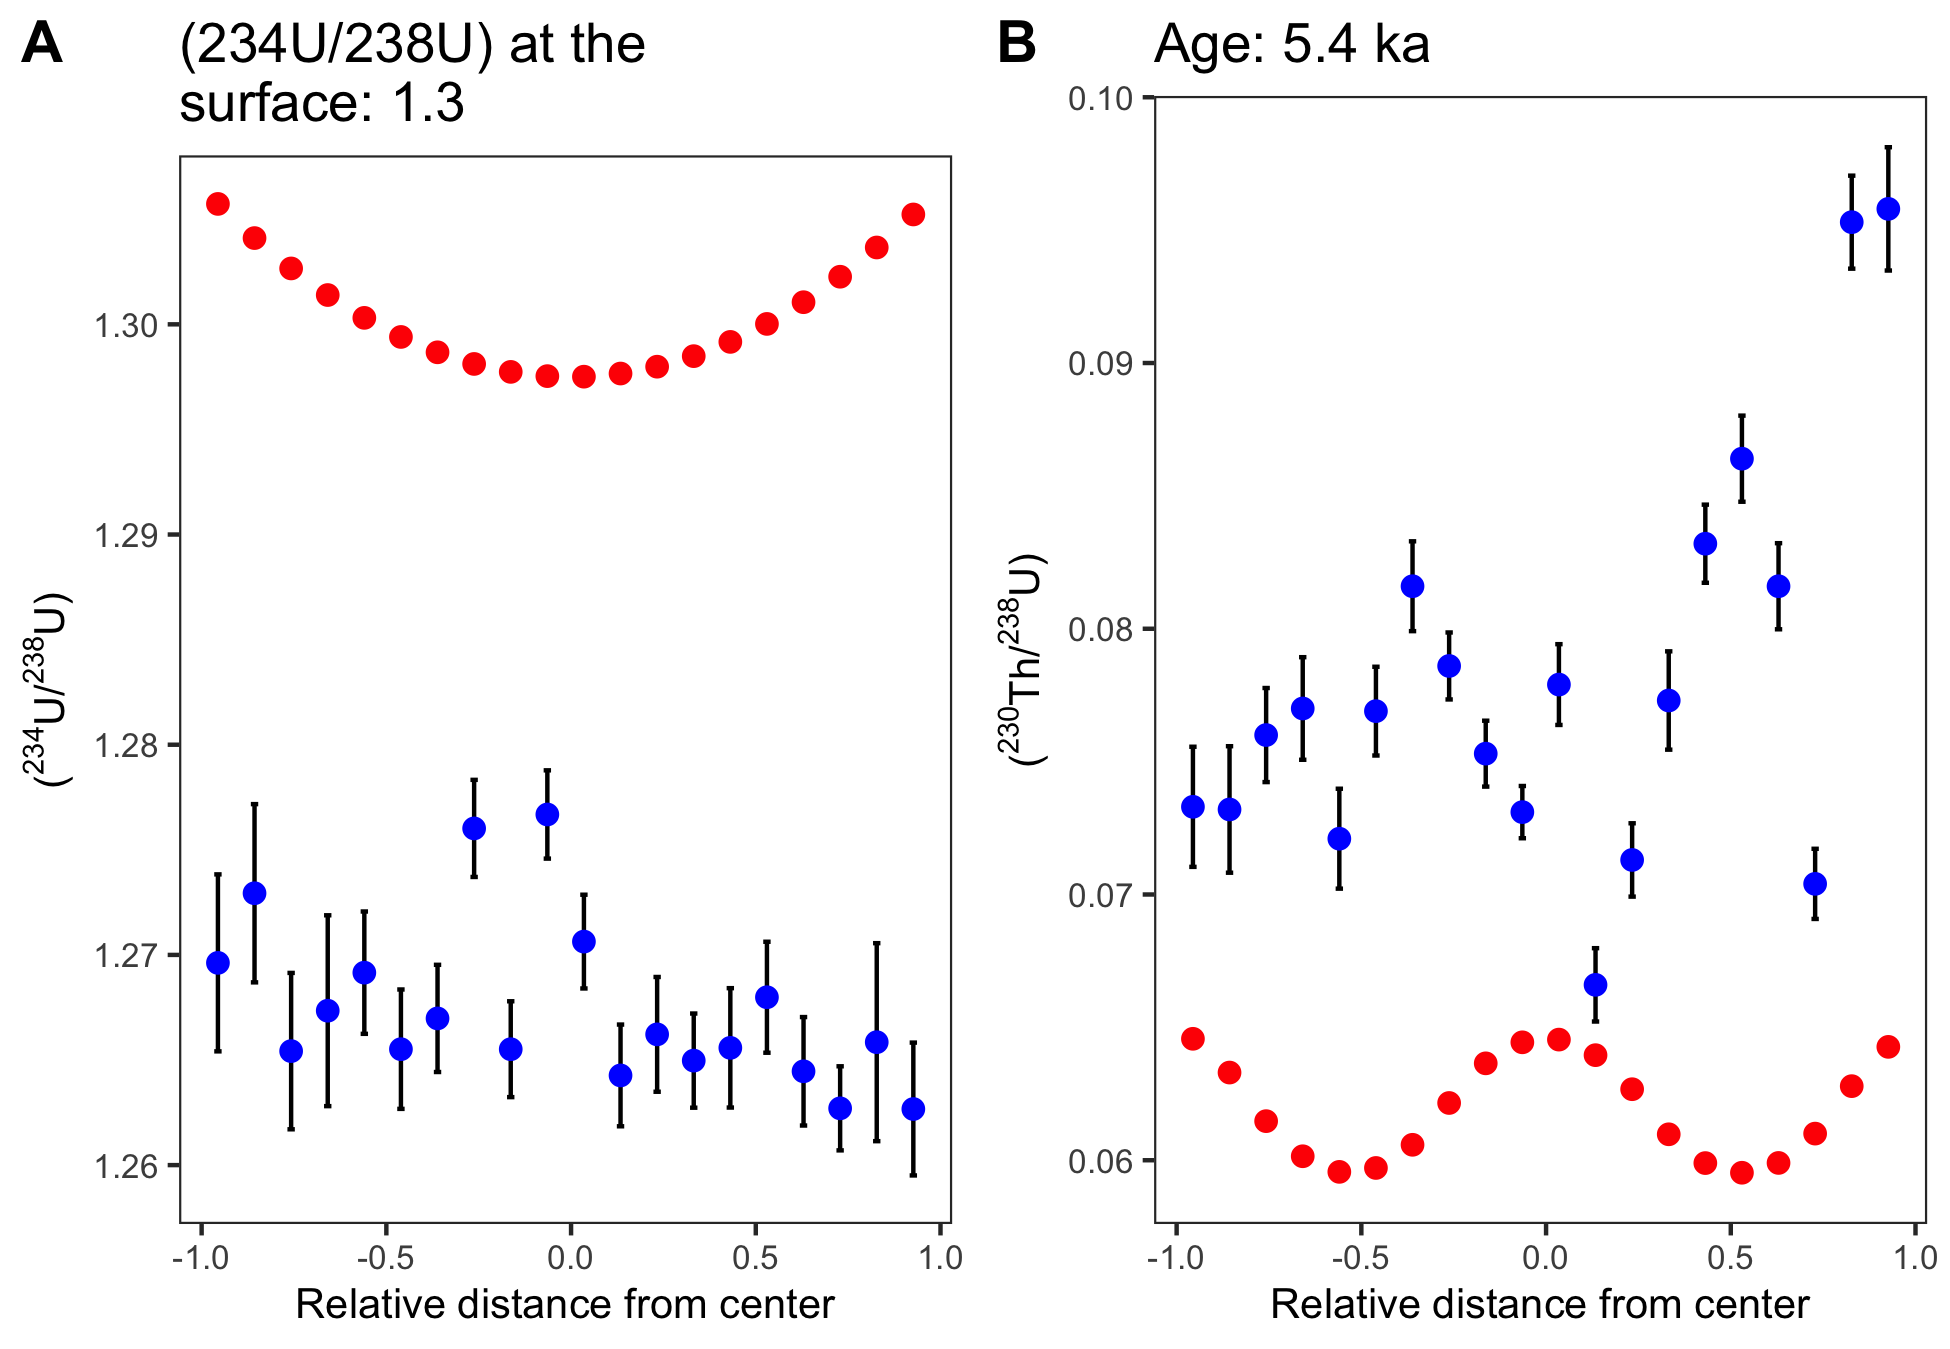 A
(234U/238U) at the
surface: 1.3
1.30
1.29
1.28
1.27
1.26
(²³⁴U/²³⁸U)
-1.0 -0.5 0.0 0.5 1.0
Relative distance from center
B
Age: 5.4 ka
0.10
0.09
0.08
0.07
0.06
(²³⁰Th/²³⁸U)
-1.0 -0.5 0.0 0.5 1.0
Relative distance from center